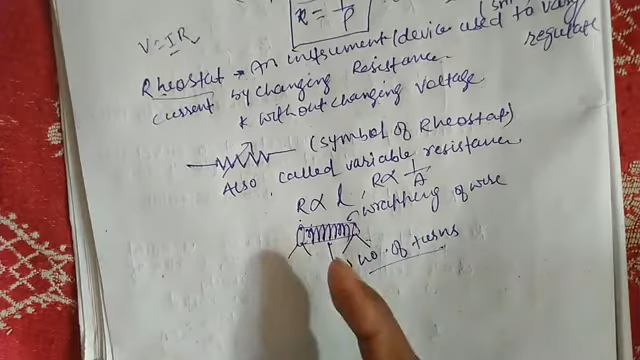 K = 1/ρ
V = IR
Rheostat → An instrument/device used to vary
regulate
current by changing Resistance
* without changing voltage
(symbol of Rheostat)
Also called variable resistance
R∝ l , R∝ 1/A
wrapping of wire
no. of turns